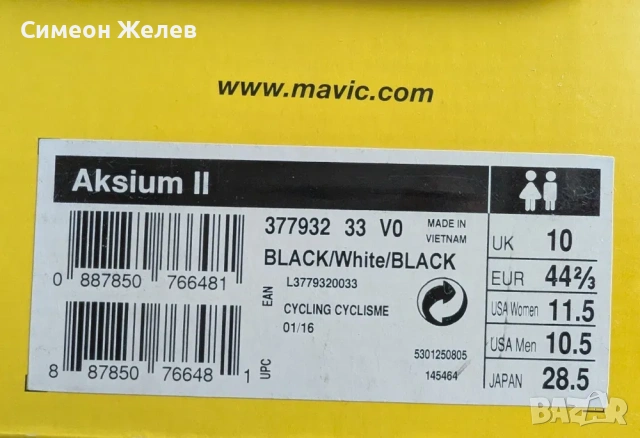 Симеон Желев
www.mavic.com
Aksium II
377932 33 V0
MADE IN
VIETNAM
BLACK/White/BLACK
L3779320033
CYCLING CYCLISME
01/16
5301250805
145464
EAN
UPC
0 887850 766481
8 87850 76648 1
UK 10
EUR 44⅔
USA Women 11.5
USA Men 10.5
JAPAN 28.5
BAZAR